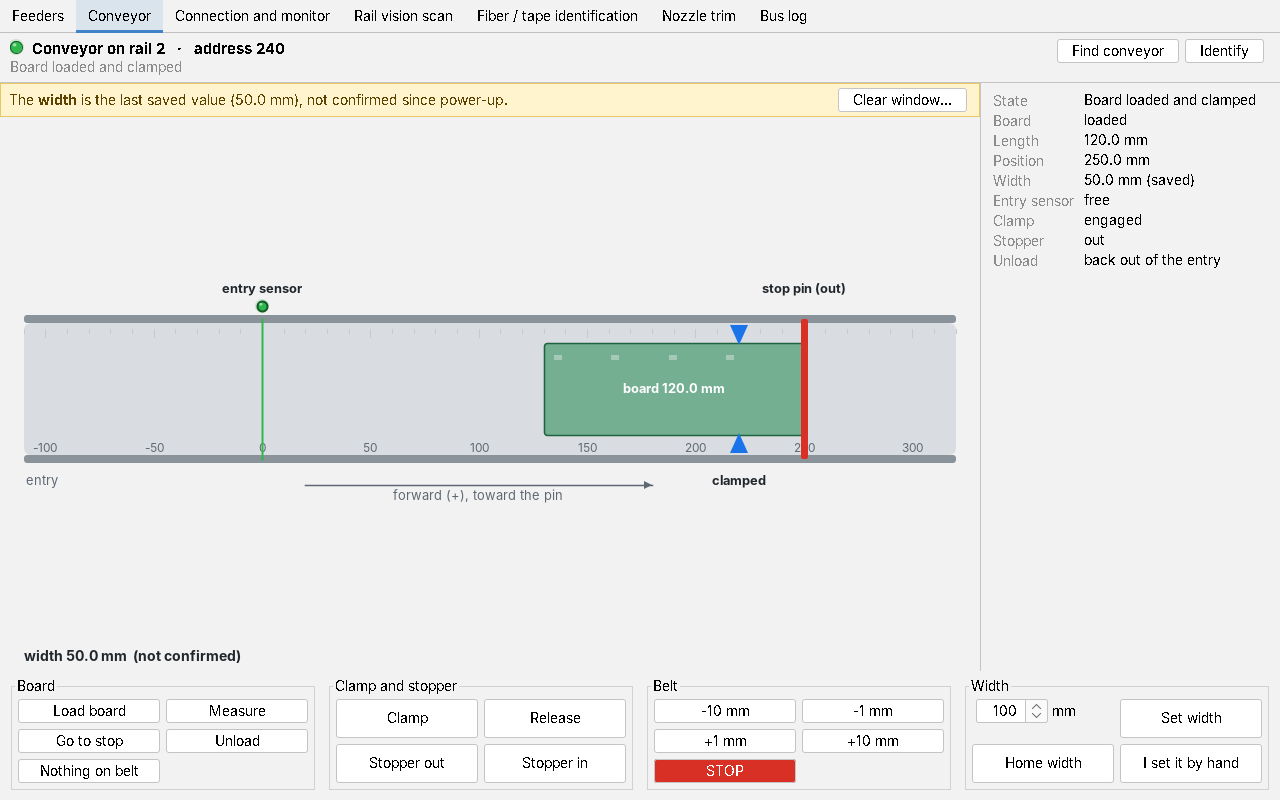 Feeders Conveyor Connection and monitor Rail vision scan Fiber / tape identification Nozzle trim Bus log
Conveyor on rail 2 · address 240
Find conveyor Identify
Board loaded and clamped
The width is the last saved value (50.0 mm), not confirmed since power-up.
Clear window...
State Board loaded and clamped
Board loaded
Length 120.0 mm
Position 250.0 mm
Width 50.0 mm (saved)
Entry sensor free
Clamp engaged
Stopper out
Unload back out of the entry
entry sensor stop pin (out)
board 120.0 mm
-100 -50 0 50 100 150 200 250 300
entry clamped
forward (+), toward the pin
width 50.0 mm (not confirmed)
Board
Load board Measure
Go to stop Unload
Nothing on belt
Clamp and stopper
Clamp Release
Stopper out Stopper in
Belt
-10 mm -1 mm
+1 mm +10 mm
STOP
Width
100 mm Set width
Home width I set it by hand